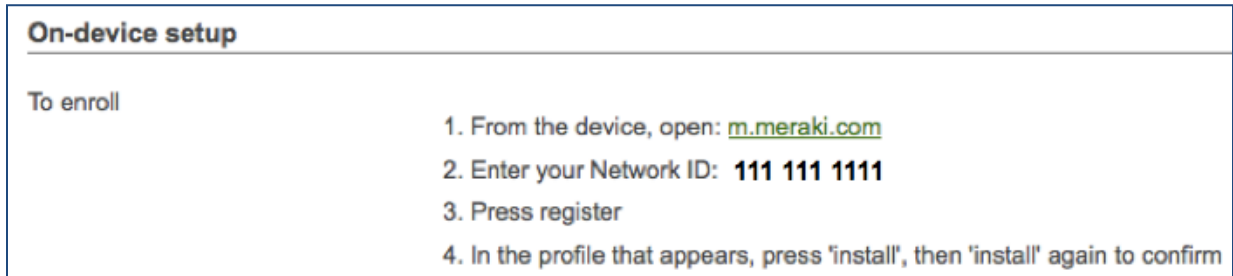 On-device setup
To enroll
1. From the device, open: m.meraki.com
2. Enter your Network ID: 111 111 1111
3. Press register
4. In the profile that appears, press 'install', then 'install' again to confirm